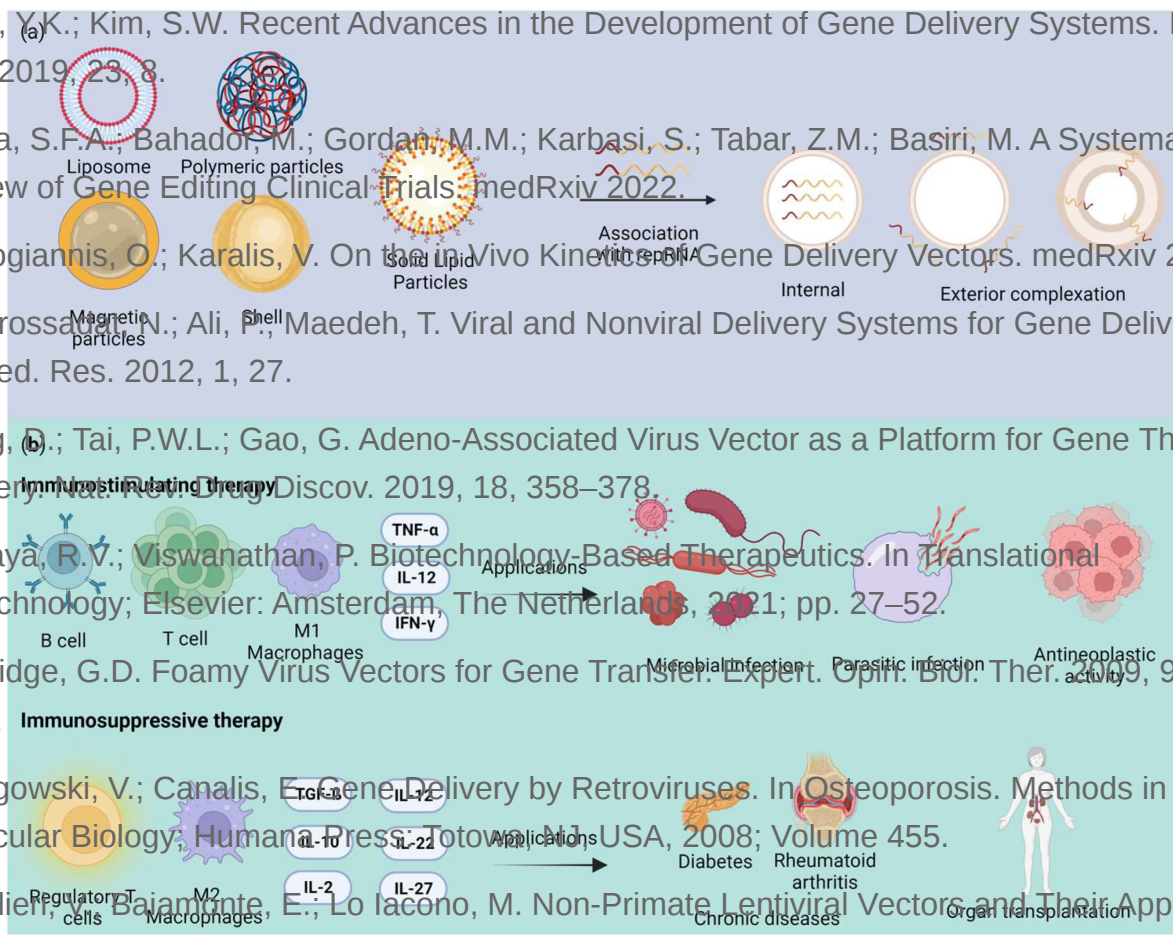 , Y.K.; Kim, S.W. Recent Advances in the Development of Gene Delivery Systems.
(a)
2019, 23, 8.
a, S.F.A.; Bahador, M.; Gordan, M.M.; Karbasi, S.; Tabar, Z.M.; Basiri, M. A Systema
Liposome
Polymeric particles
ew of Gene Editing Clinical Trials. medRxiv 2022.
Association
with repRNA
ogiannis, O.; Karalis, V. On the In Vivo Kinetics of Gene Delivery Vectors. medRxiv 2
Solid Lipid
Particles
Internal
Exterior complexation
Magnetic
particles
Shell
rossadat, N.; Ali, P.; Maedeh, T. Viral and Nonviral Delivery Systems for Gene Deliv
ed. Res. 2012, 1, 27.
(b)
g, D.; Tai, P.W.L.; Gao, G. Adeno-Associated Virus Vector as a Platform for Gene Th
Immunostimulating therapy
ery. Nat. Rev. Drug Discov. 2019, 18, 358–378.
TNF-α
IL-12
IFN-γ
aya, R.V.; Viswanathan, P. Biotechnology-Based Therapeutics. In Translational
Applications
chnology; Elsevier: Amsterdam, The Netherlands, 2021; pp. 27–52.
B cell
T cell
M1
Macrophages
Microbial infection
Parasitic infection
Antineoplastic
activity
idge, G.D. Foamy Virus Vectors for Gene Transfer. Expert. Opin. Biol. Ther. 2009, 9
Immunosuppressive therapy
gowski, V.; Canalis, E. Gene Delivery by Retroviruses. In Osteoporosis. Methods in
TGF-ß
IL-12
IL-10
IL-22
IL-2
IL-27
Applications
cular Biology; Humana Press: Totowa, NJ, USA, 2008; Volume 455.
Diabetes
Rheumatoid
arthritis
Regulatory T
cells
M2
Macrophages
Chronic diseases
Organ transplantation
lien, V.; Bajamonte, E.; Lo Iacono, M. Non-Primate Lentiviral Vectors and Their App